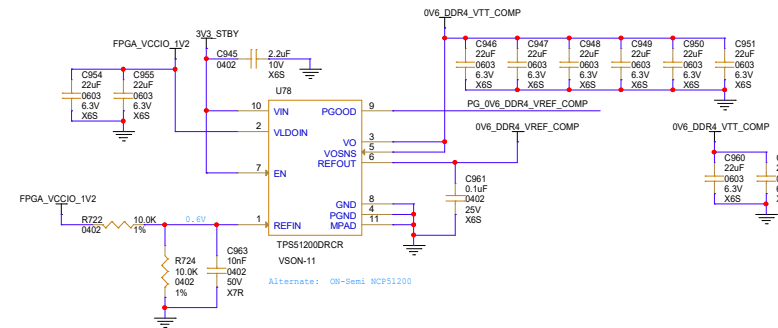 0V6_DDR4_VTT_COMP
3V3_STBY
FPGA_VCCIO_1V2
C945
0402
2.2uF
10V
X6S
C946
22uF
0603
6.3V
X6S
C947
22uF
0603
6.3V
X6S
C948
22uF
0603
6.3V
X6S
C949
22uF
0603
6.3V
X6S
C950
22uF
0603
6.3V
X6S
C951
22uF
0603
6.3V
X6S
C954
22uF
0603
6.3V
X6S
C955
22uF
0603
6.3V
X6S
U78
10 VIN PGOOD 9
PG_0V6_DDR4_VREF_COMP
2 VLDOIN
VO 3
VOSNS 5
REFOUT 6
7 EN
GND 8
PGND 4
MPAD 11
1 REFIN
TPS51200DRCR
VSON-11
0V6_DDR4_VREF_COMP
C961
0.1uF
0402
25V
X6S
0V6_DDR4_VTT_COMP
C960
22uF
0603
6.3V
X6S
FPGA_VCCIO_1V2
R722
0402
10.0K
1%
0.6V
R724
10.0K
0402
1%
C963
10nF
0402
50V
X7R
Alternate: ON-Semi NCP51200